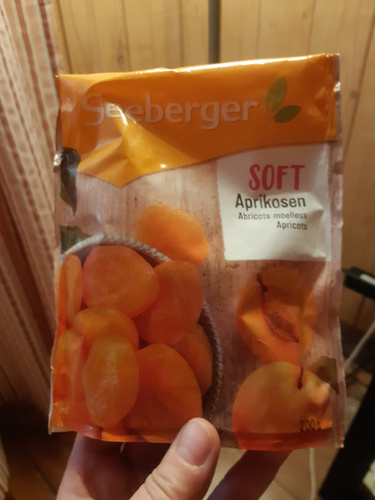 Seeberger
SOFT
Aprikosen
Abricots moelleux
Apricots
200g